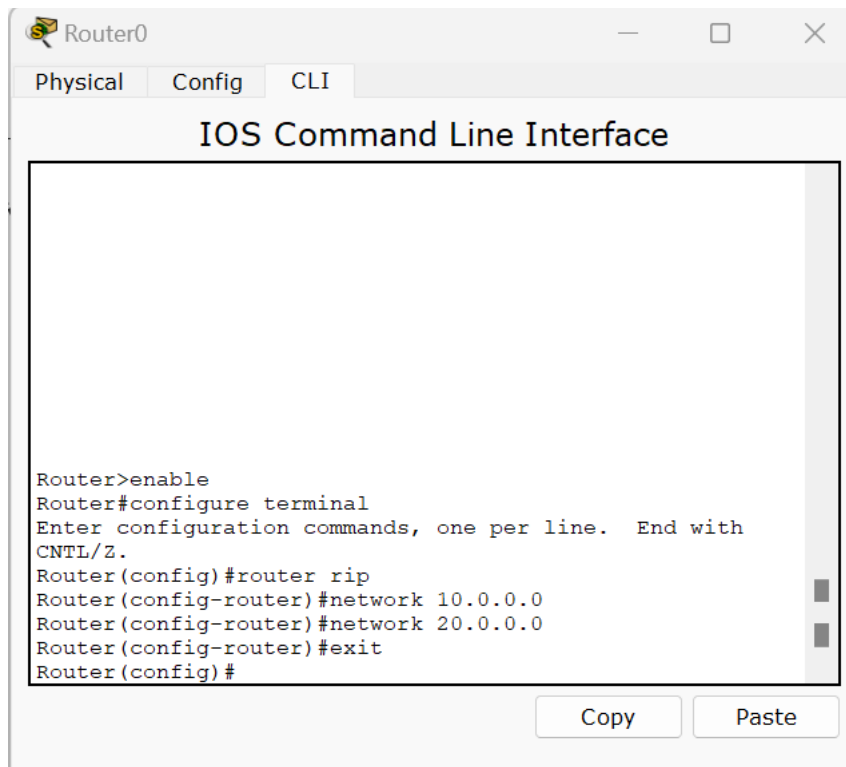 Router0
Physical Config CLI
IOS Command Line Interface
Router>enable
Router#configure terminal
Enter configuration commands, one per line.  End with
CNTL/Z.
Router(config)#router rip
Router(config-router)#network 10.0.0.0
Router(config-router)#network 20.0.0.0
Router(config-router)#exit
Router(config)#
Copy Paste